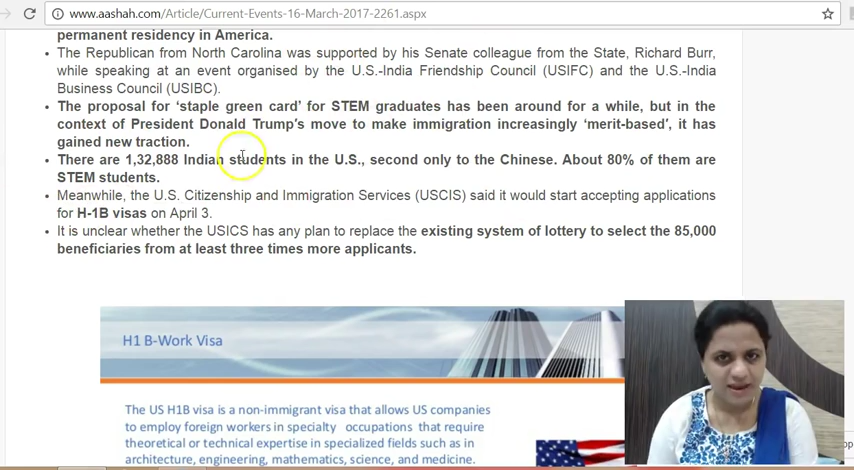 www.aashah.com/Article/Current-Events-16-March-2017-2261.aspx
permanent residency in America.
The Republican from North Carolina was supported by his Senate colleague from the State, Richard Burr,
while speaking at an event organised by the U.S.-India Friendship Council (USIFC) and the U.S.-India
Business Council (USIBC).
The proposal for ‘staple green card’ for STEM graduates has been around for a while, but in the
context of President Donald Trump’s move to make immigration increasingly ‘merit-based’, it has
gained new traction.
There are 1,32,888 Indian students in the U.S., second only to the Chinese. About 80% of them are
STEM students.
Meanwhile, the U.S. Citizenship and Immigration Services (USCIS) said it would start accepting applications
for H-1B visas on April 3.
It is unclear whether the USICS has any plan to replace the existing system of lottery to select the 85,000
beneficiaries from at least three times more applicants.
H1 B-Work Visa
The US H1B visa is a non-immigrant visa that allows US companies
to employ foreign workers in specialty occupations that require
theoretical or technical expertise in specialized fields such as in
architecture, engineering, mathematics, science, and medicine.